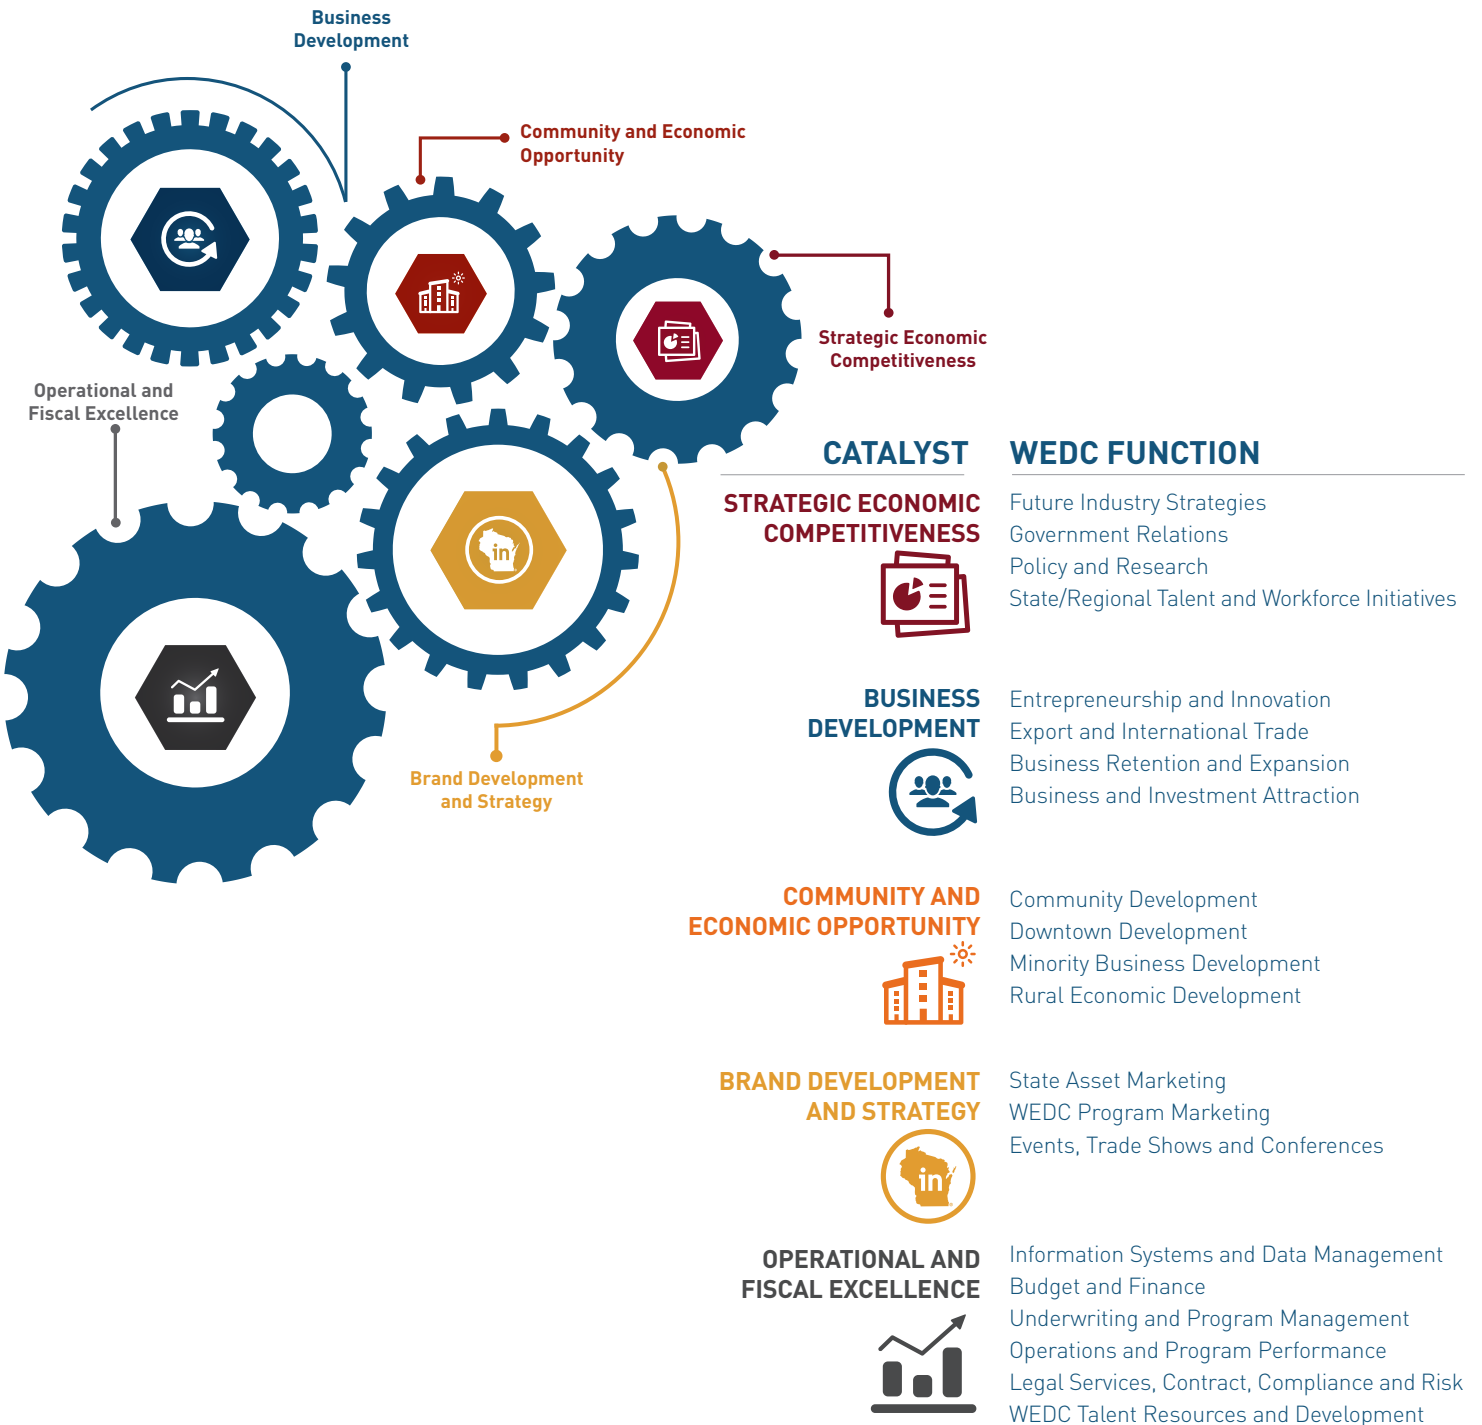 Business
Development
Community and Economic
Opportunity
Strategic Economic
Competitiveness
Operational and
Fiscal Excellence
in
Brand Development
and Strategy
CATALYST
WEDC FUNCTION
STRATEGIC ECONOMIC
COMPETITIVENESS
Future Industry Strategies
Government Relations
Policy and Research
State/Regional Talent and Workforce Initiatives
BUSINESS
DEVELOPMENT
Entrepreneurship and Innovation
Export and International Trade
Business Retention and Expansion
Business and Investment Attraction
COMMUNITY AND
ECONOMIC OPPORTUNITY
Community Development
Downtown Development
Minority Business Development
Rural Economic Development
BRAND DEVELOPMENT
AND STRATEGY
in
State Asset Marketing
WEDC Program Marketing
Events, Trade Shows and Conferences
OPERATIONAL AND
FISCAL EXCELLENCE
Information Systems and Data Management
Budget and Finance
Underwriting and Program Management
Operations and Program Performance
Legal Services, Contract, Compliance and Risk
WEDC Talent Resources and Development